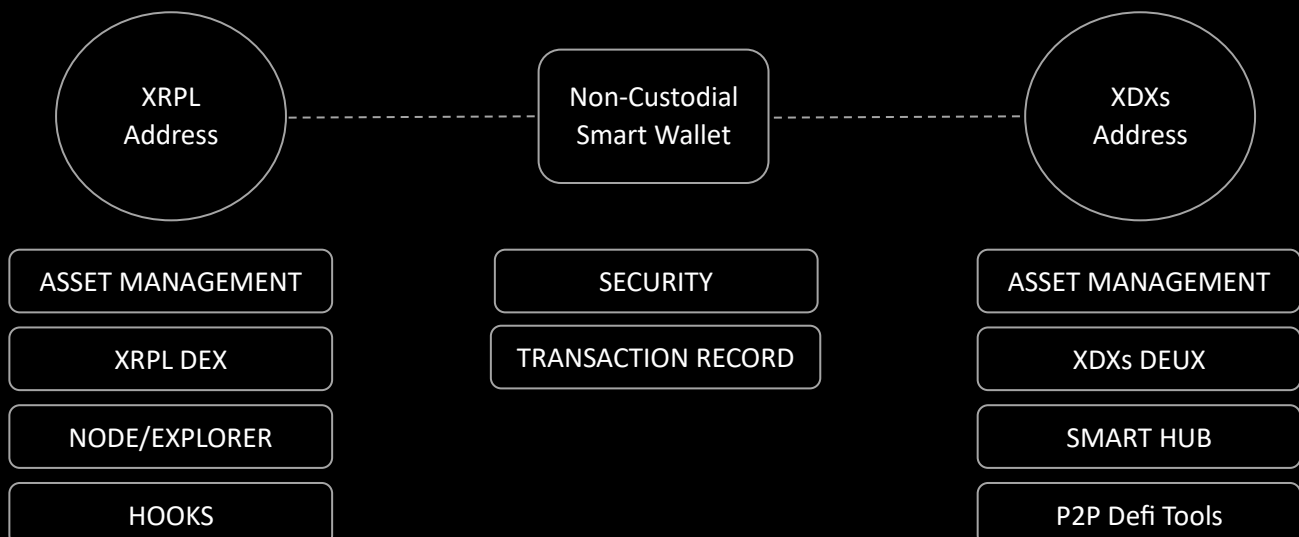 XRPL
Address
Non-Custodial
Smart Wallet
XDXs
Address
ASSET MANAGEMENT
SECURITY
ASSET MANAGEMENT
XRPL DEX
TRANSACTION RECORD
XDXs DEUX
NODE/EXPLORER
SMART HUB
HOOKS
P2P Defi Tools